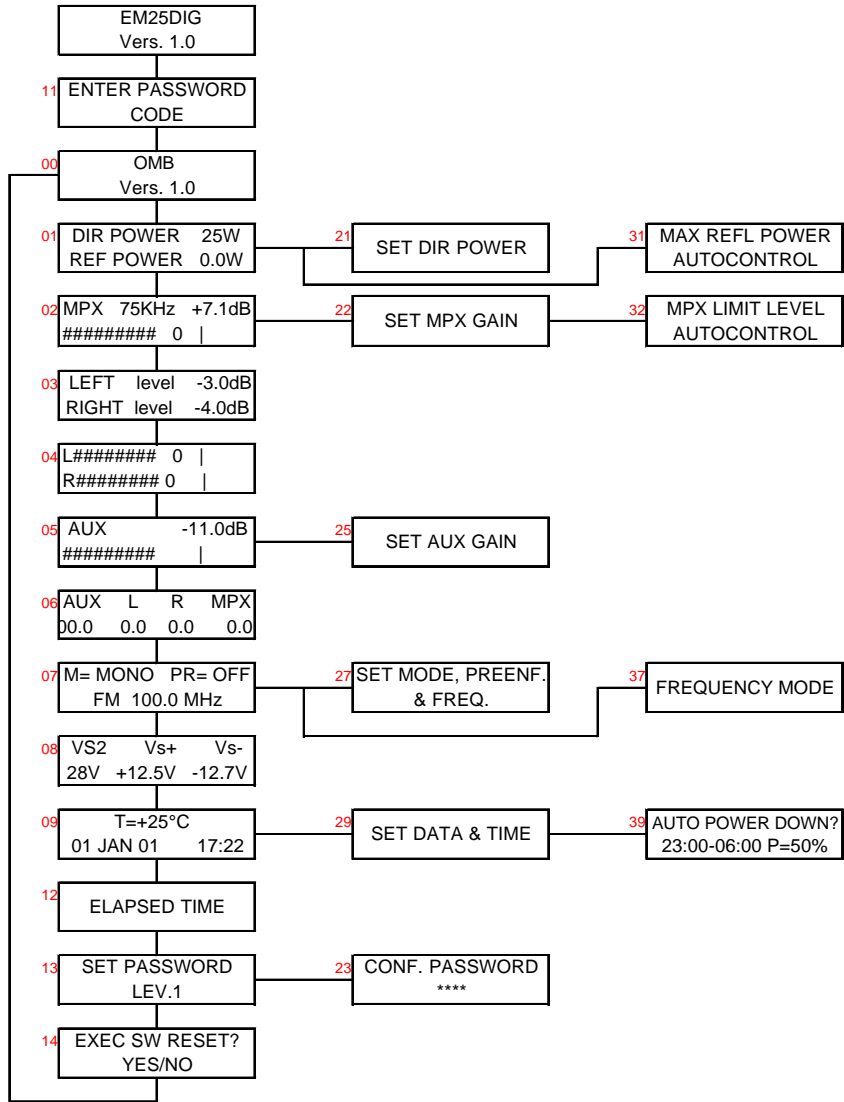 EM25DIG
Vers. 1.0
11 ENTER PASSWORD
CODE
00 OMB
Vers. 1.0
01 DIR POWER 25W
REF POWER 0.0W
21 SET DIR POWER
31 MAX REFL POWER
AUTOCONTROL
02 MPX 75KHz +7.1dB
######### 0 |
22 SET MPX GAIN
32 MPX LIMIT LEVEL
AUTOCONTROL
03 LEFT level -3.0dB
RIGHT level -4.0dB
04 L######## 0 |
R######## 0 |
05 AUX -11.0dB
######### |
25 SET AUX GAIN
06 AUX L R MPX
00.0 0.0 0.0 0.0
07 M= MONO PR= OFF
FM 100.0 MHz
27 SET MODE, PREENF.
& FREQ.
37 FREQUENCY MODE
08 VS2 Vs+ Vs-
28V +12.5V -12.7V
09 T=+25°C
01 JAN 01 17:22
29 SET DATA & TIME
39 AUTO POWER DOWN?
23:00-06:00 P=50%
12 ELAPSED TIME
13 SET PASSWORD
LEV.1
23 CONF. PASSWORD
****
14 EXEC SW RESET?
YES/NO